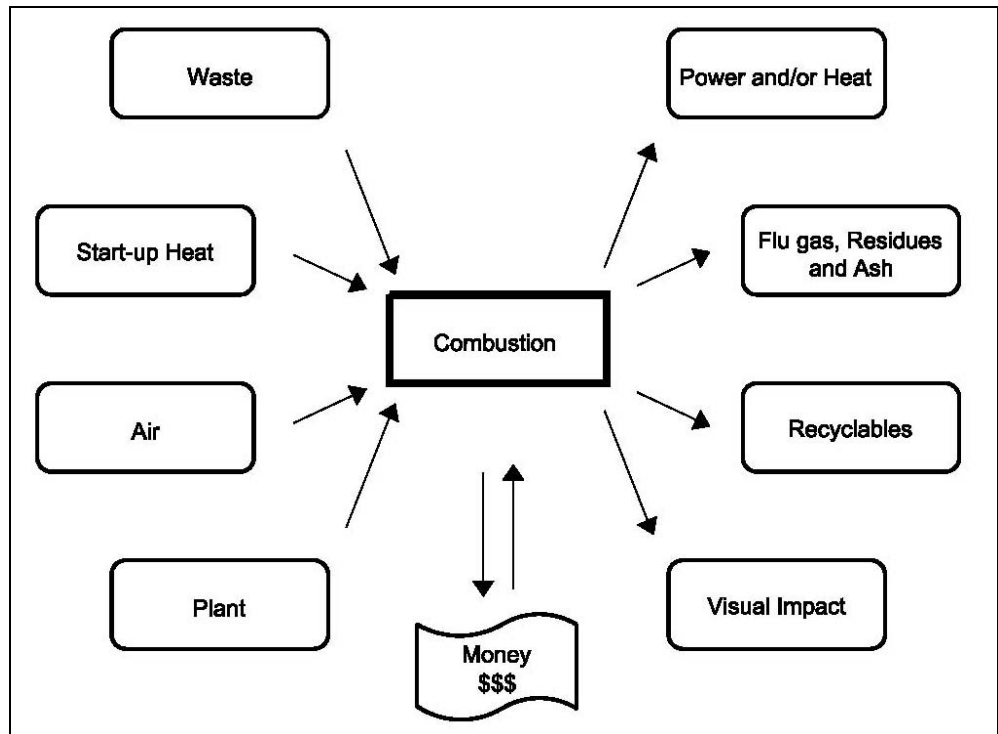 Waste
Power and/or Heat
Start-up Heat
Flu gas, Residues
and Ash
Combustion
Air
Recyclables
Plant
Visual Impact
Money
$$$